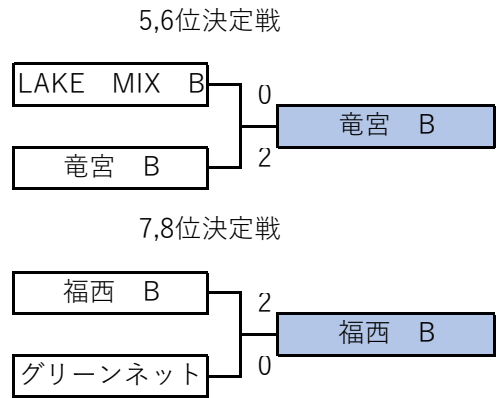 5,6位決定戦
LAKE　MIX　B
0
竜宮　B
竜宮　B
2
7,8位決定戦
福西　B
2
福西　B
グリーンネット
0